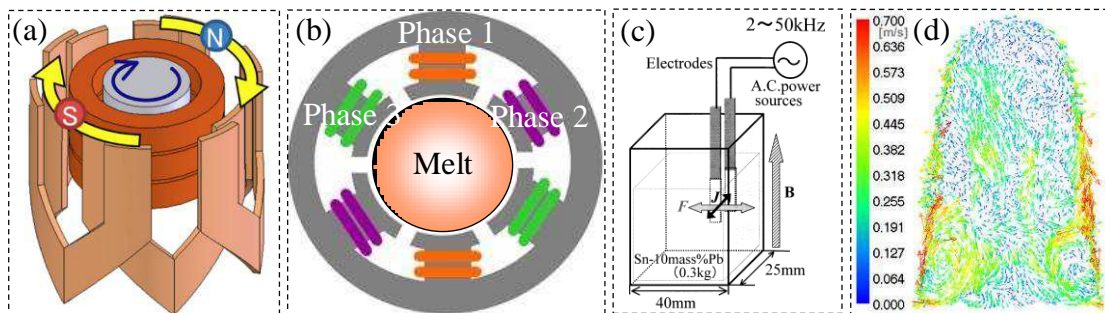 (a)
N
S
(b)
Phase 1
Phase 2
Phase 3
Melt
(c)
2～50kHz
Electrodes
A.C.power
sources
J
F
B
Sn-10mass%Pb
(0.3kg)
25mm
40mm
(d)
0.700
[m/s]
0.636
0.573
0.509
0.445
0.382
0.318
0.255
0.191
0.127
0.064
0.000